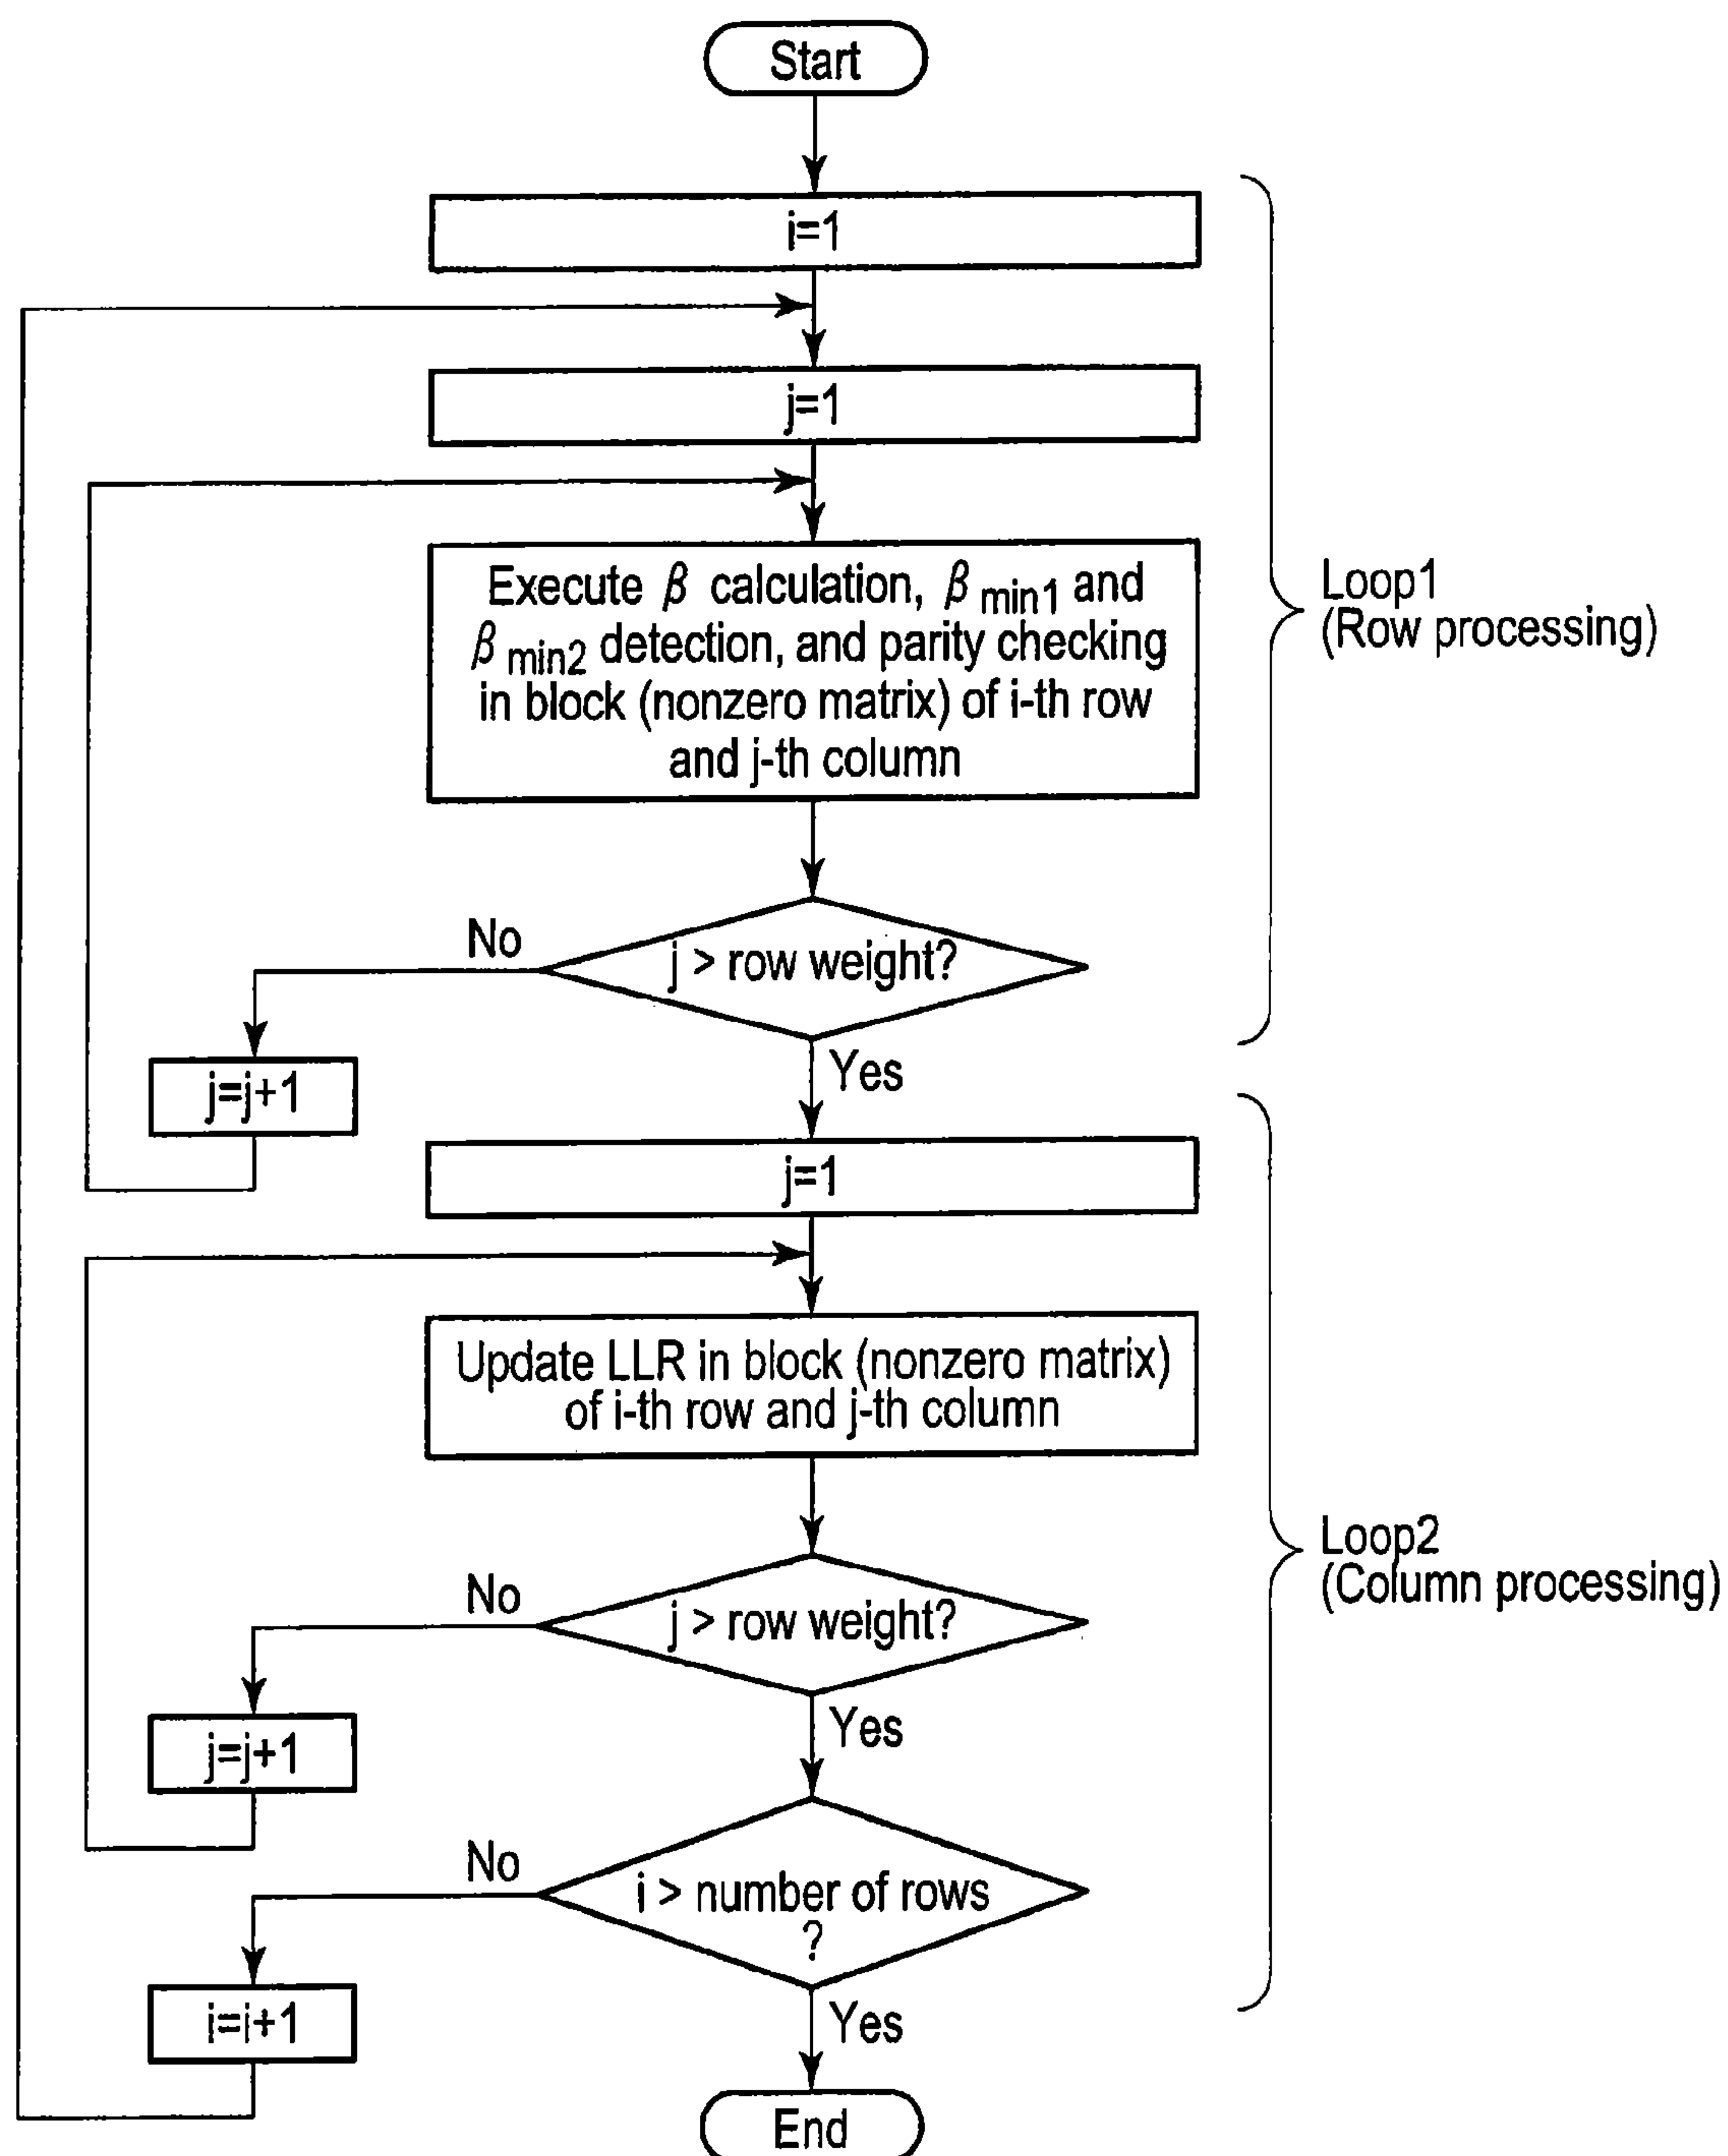 Start
i=1
j=1
Execute β calculation, β min1 and
β min2 detection, and parity checking
in block (nonzero matrix) of i-th row
and j-th column
Loop1
(Row processing)
No
j > row weight?
j=j+1
Yes
j=1
Update LLR in block (nonzero matrix)
of i-th row and j-th column
Loop2
(Column processing)
No
j > row weight?
j=j+1
Yes
No
i > number of rows
?
i=i+1
Yes
End